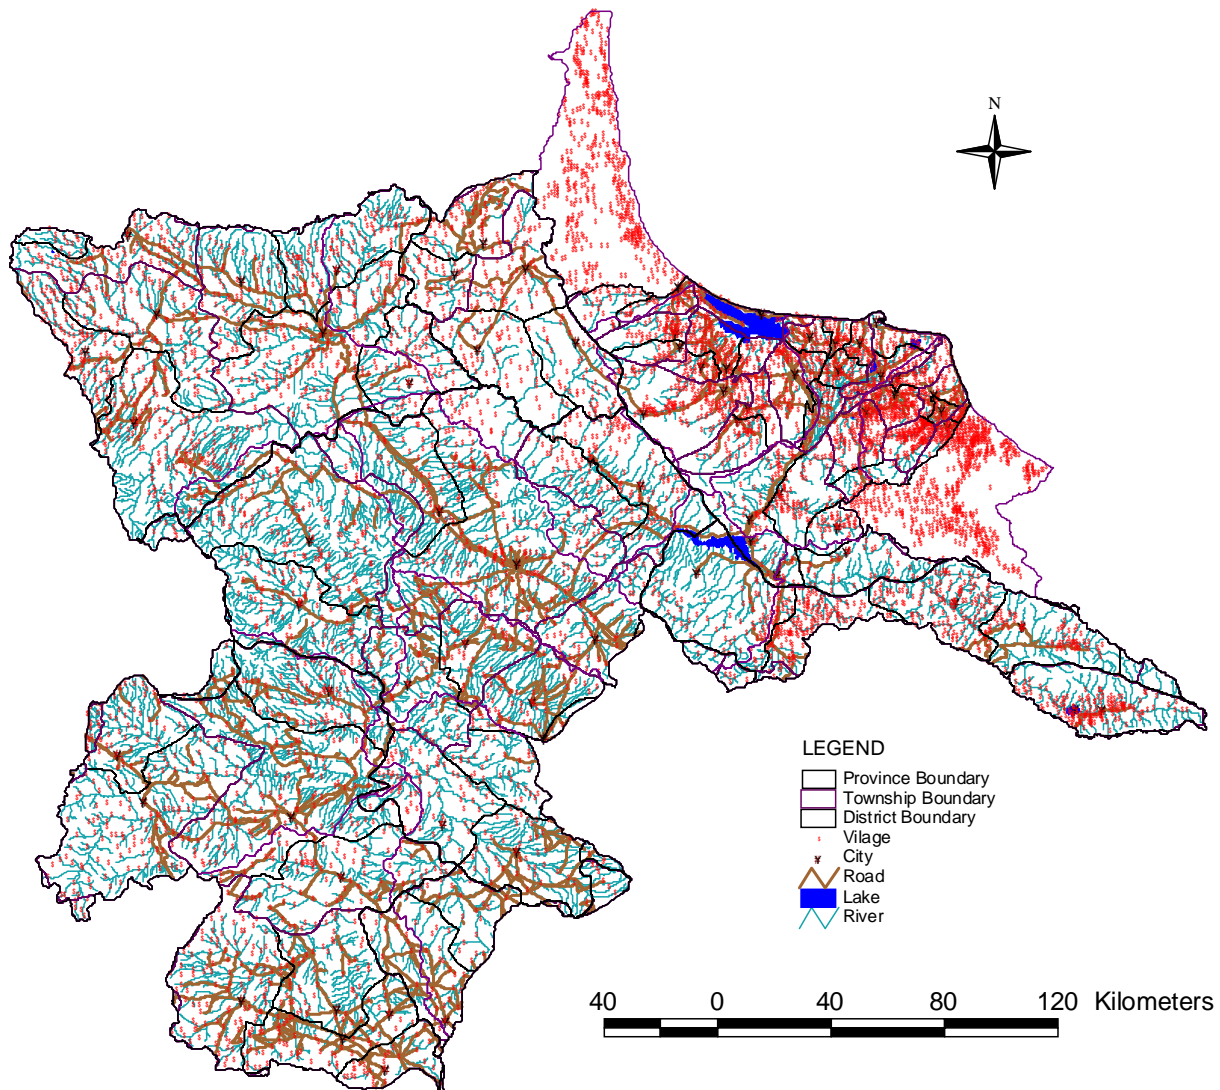 N
LEGEND
Province Boundary
Township Boundary
District Boundary
Vilage
City
Road
Lake
River
40 0 40 80 120 Kilometers